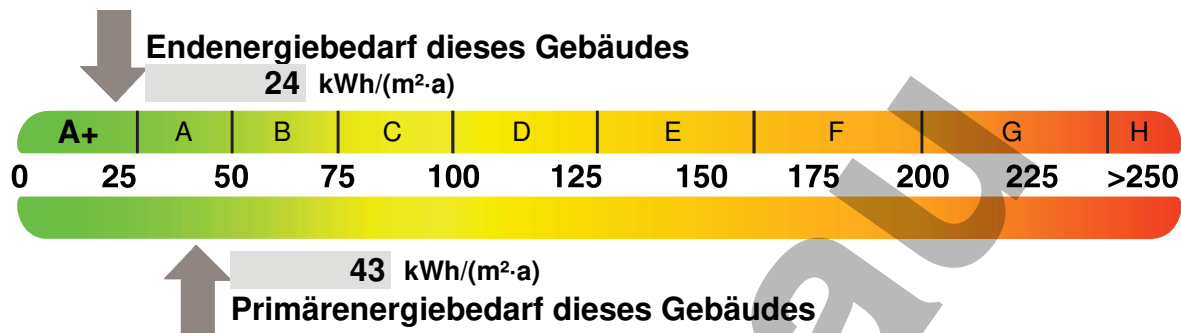 Endenergiebedarf dieses Gebäudes
24 kWh/(m²·a)
A+ A B C D E F G H
0 25 50 75 100 125 150 175 200 225 >250
43 kWh/(m²·a)
Primärenergiebedarf dieses Gebäudes
au